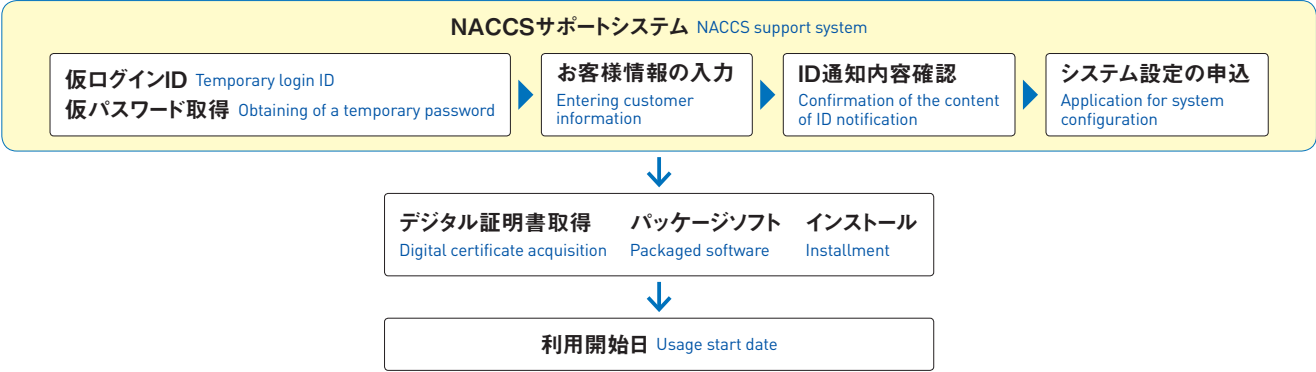 NACCSサポートシステム NACCS support system
仮ログインID Temporary login ID
仮パスワード取得 Obtaining of a temporary password
お客様情報の入力
Entering customer
information
ID通知内容確認
Confirmation of the content
of ID notification
システム設定の申込
Application for system
configuration
デジタル証明書取得 パッケージソフト インストール
Digital certificate acquisition Packaged software Installment
利用開始日 Usage start date